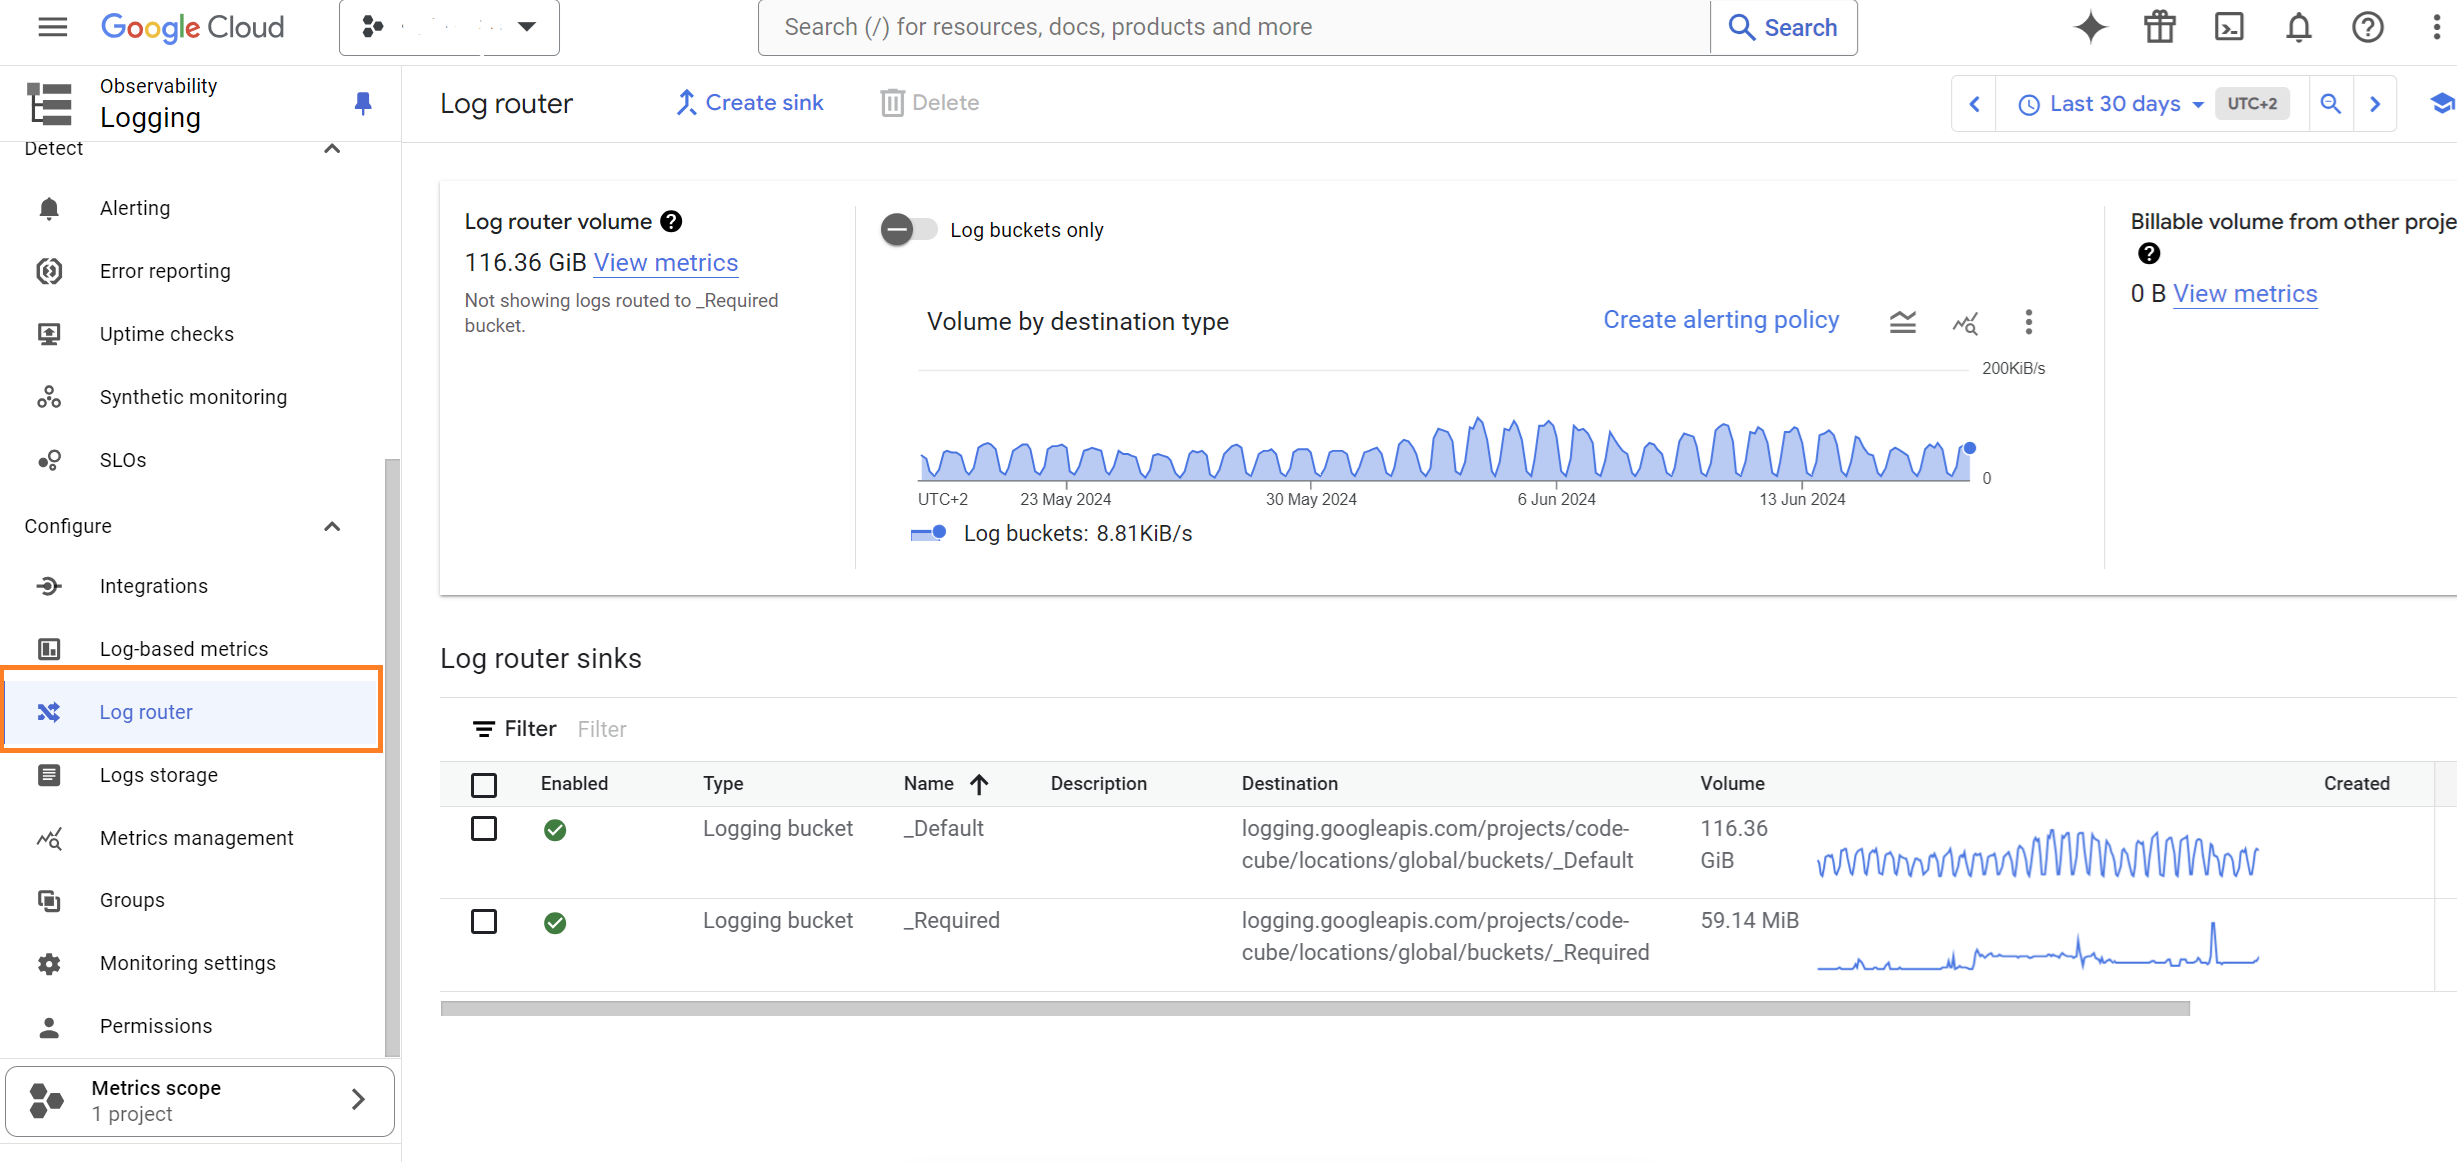 Google Cloud
Search (/) for resources, docs, products and more
Search
Observability
Logging
Detect
Alerting
Error reporting
Uptime checks
Synthetic monitoring
SLOs
Configure
Integrations
Log-based metrics
Log router
Logs storage
Metrics management
Groups
Monitoring settings
Permissions
Metrics scope
1 project
Log router
Create sink
Delete
Last 30 days
UTC+2
Log router volume
116.36 GiB View metrics
Not showing logs routed to _Required
bucket.
Log buckets only
Volume by destination type
Create alerting policy
200KiB/s
0
UTC+2
23 May 2024
30 May 2024
6 Jun 2024
13 Jun 2024
Log buckets: 8.81KiB/s
Billable volume from other proje
0 B View metrics
Log router sinks
Filter Filter
Enabled Type Name Description Destination Volume Created
Logging bucket _Default logging.googleapis.com/projects/code- 116.36
cube/locations/global/buckets/_Default GiB
Logging bucket _Required logging.googleapis.com/projects/code- 59.14 MiB
cube/locations/global/buckets/_Required